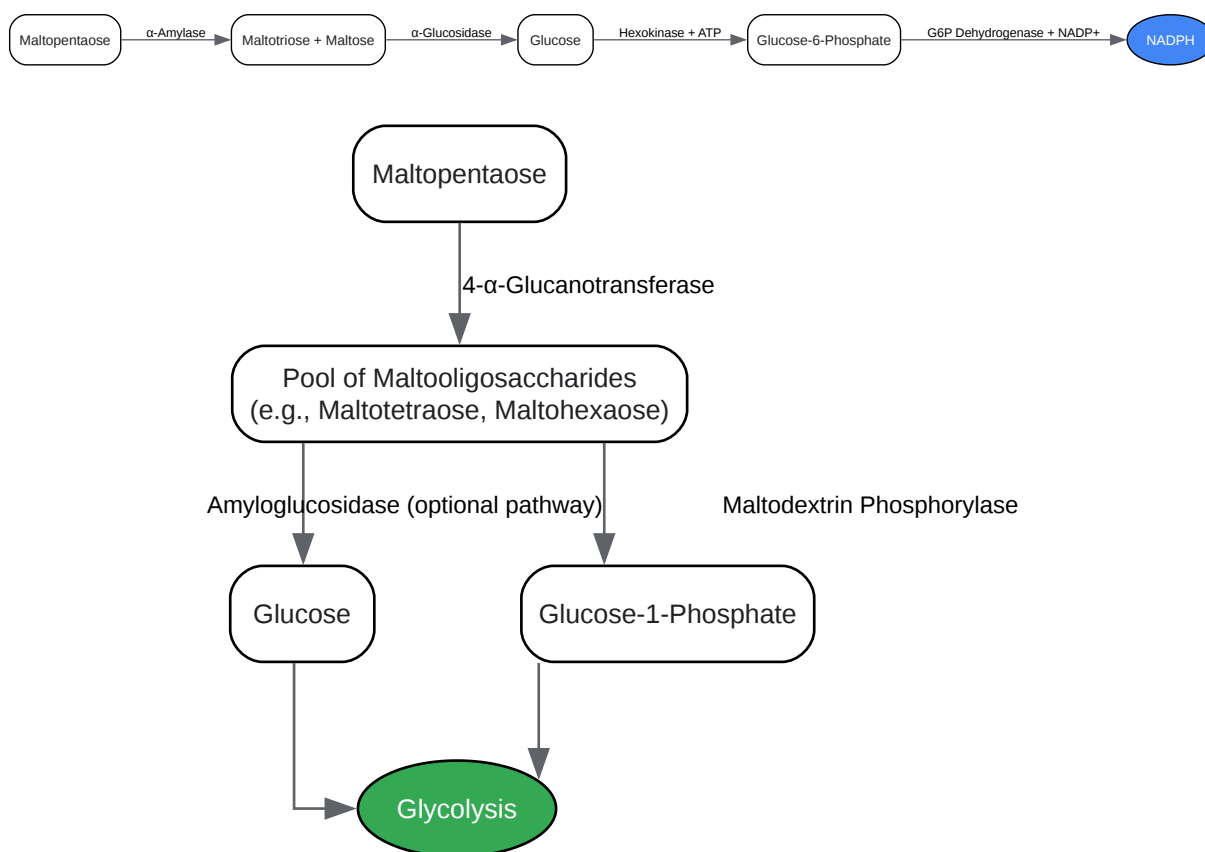 Maltopentaose
α-Amylase
Maltotriose + Maltose
α-Glucosidase
Glucose
Hexokinase + ATP
Glucose-6-Phosphate
G6P Dehydrogenase + NADP+
NADPH
Maltopentaose
4-α-Glucanotransferase
Pool of Maltooligosaccharides
(e.g., Maltotetraose, Maltohexaose)
Amyloglucosidase (optional pathway)
Maltodextrin Phosphorylase
Glucose
Glucose-1-Phosphate
Glycolysis